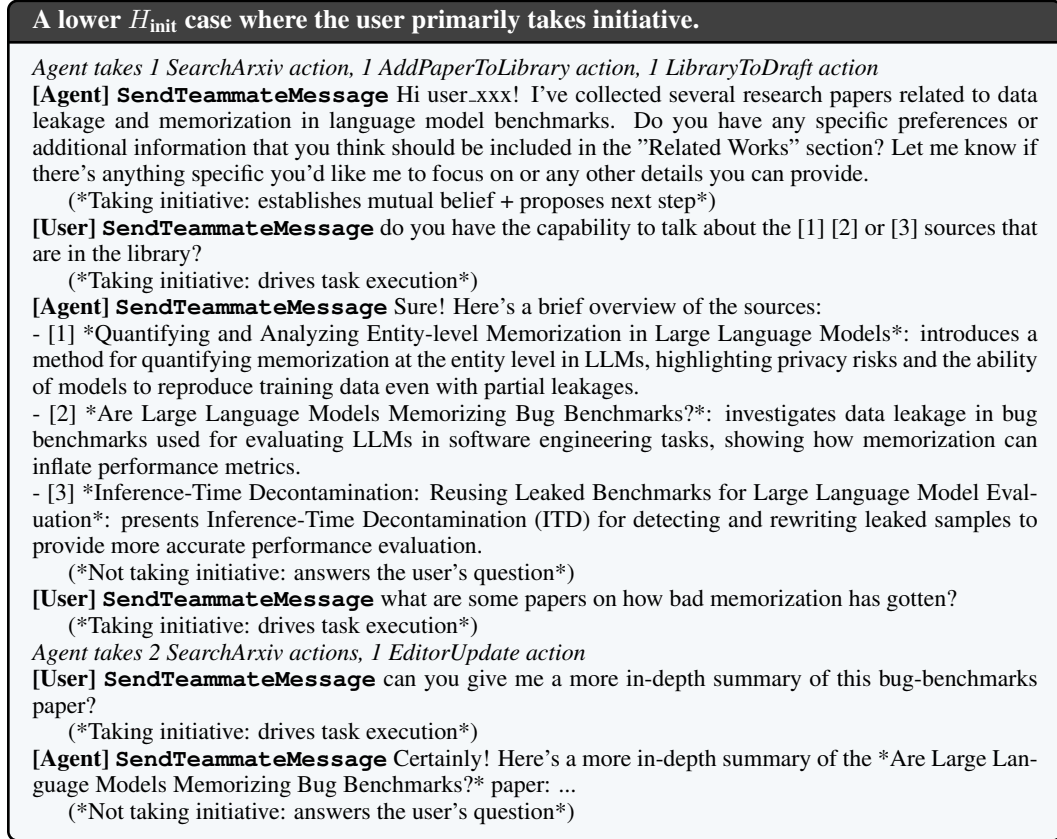 A lower H_init case where the user primarily takes initiative.
Agent takes 1 SearchArxiv action, 1 AddPaperToLibrary action, 1 LibraryToDraft action
[Agent] SendTeammateMessage Hi user_xxx! I've collected several research papers related to data
leakage and memorization in language model benchmarks. Do you have any specific preferences or
additional information that you think should be included in the ”Related Works” section? Let me know if
there's anything specific you'd like me to focus on or any other details you can provide.
(*Taking initiative: establishes mutual belief + proposes next step*)
[User] SendTeammateMessage do you have the capability to talk about the [1] [2] or [3] sources that
are in the library?
(*Taking initiative: drives task execution*)
[Agent] SendTeammateMessage Sure! Here's a brief overview of the sources:
- [1] *Quantifying and Analyzing Entity-level Memorization in Large Language Models*: introduces a
method for quantifying memorization at the entity level in LLMs, highlighting privacy risks and the ability
of models to reproduce training data even with partial leakages.
- [2] *Are Large Language Models Memorizing Bug Benchmarks?*: investigates data leakage in bug
benchmarks used for evaluating LLMs in software engineering tasks, showing how memorization can
inflate performance metrics.
- [3] *Inference-Time Decontamination: Reusing Leaked Benchmarks for Large Language Model Eval-
uation*: presents Inference-Time Decontamination (ITD) for detecting and rewriting leaked samples to
provide more accurate performance evaluation.
(*Not taking initiative: answers the user's question*)
[User] SendTeammateMessage what are some papers on how bad memorization has gotten?
(*Taking initiative: drives task execution*)
Agent takes 2 SearchArxiv actions, 1 EditorUpdate action
[User] SendTeammateMessage can you give me a more in-depth summary of this bug-benchmarks
paper?
(*Taking initiative: drives task execution*)
[Agent] SendTeammateMessage Certainly! Here's a more in-depth summary of the *Are Large Lan-
guage Models Memorizing Bug Benchmarks?* paper: ...
(*Not taking initiative: answers the user's question*)